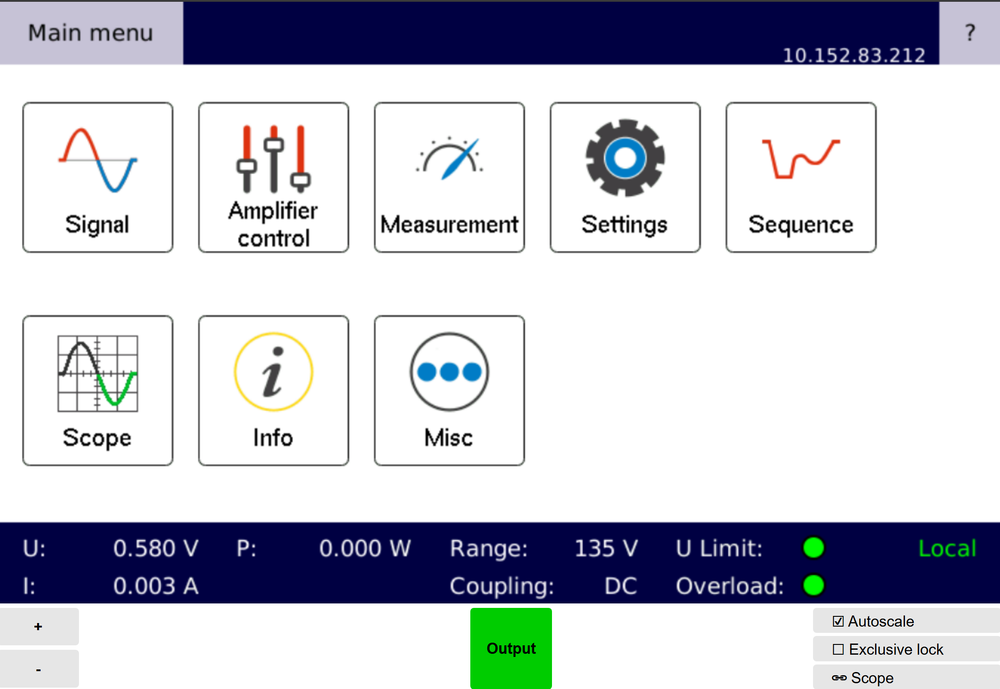 Main menu
?
10.152.83.212
Signal
Amplifier
control
Measurement
Settings
Sequence
Scope
Info
Misc
U: 0.580 V P: 0.000 W Range: 135 V U Limit: Local
I: 0.003 A Coupling: DC Overload:
+
-
Output
Autoscale
Exclusive lock
Scope